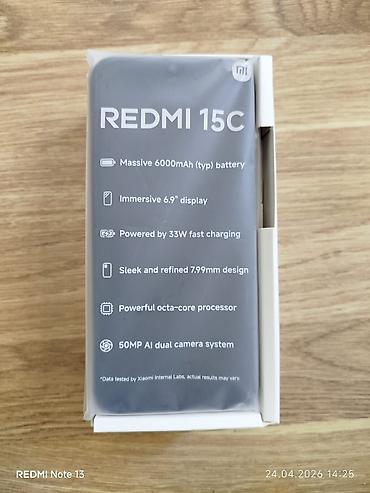 REDMI 15C
Massive 6000mAh (typ) battery
Immersive 6.9" display
Powered by 33W fast charging
Sleek and refined 7.99mm design
Powerful octa-core processor
50MP AI dual camera system
*Data tested by Xiaomi Internal Labs, actual results may vary.
REDMI Note 13
24.04.2026 14:25